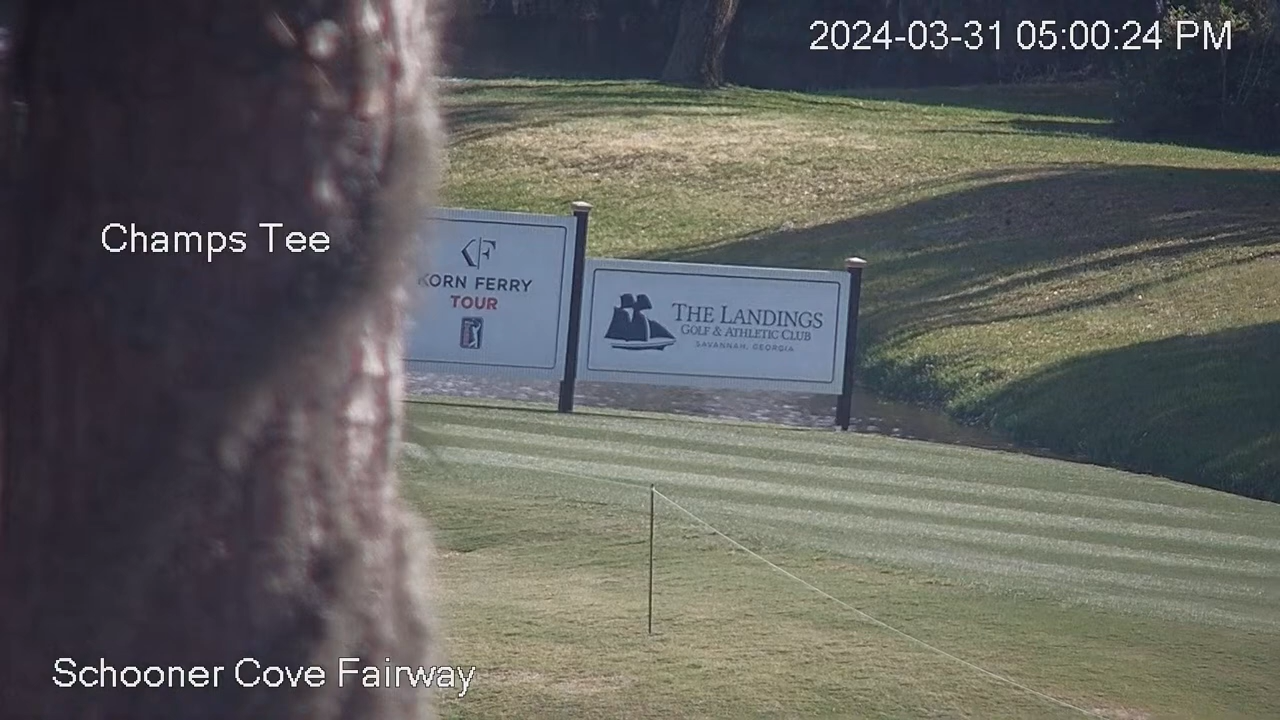 2024-03-31 05:00:24 PM
Champs Tee
KORN FERRY
TOUR
THE LANDINGS
GOLF & ATHLETIC CLUB
SAVANNAH, GEORGIA
Schooner Cove Fairway